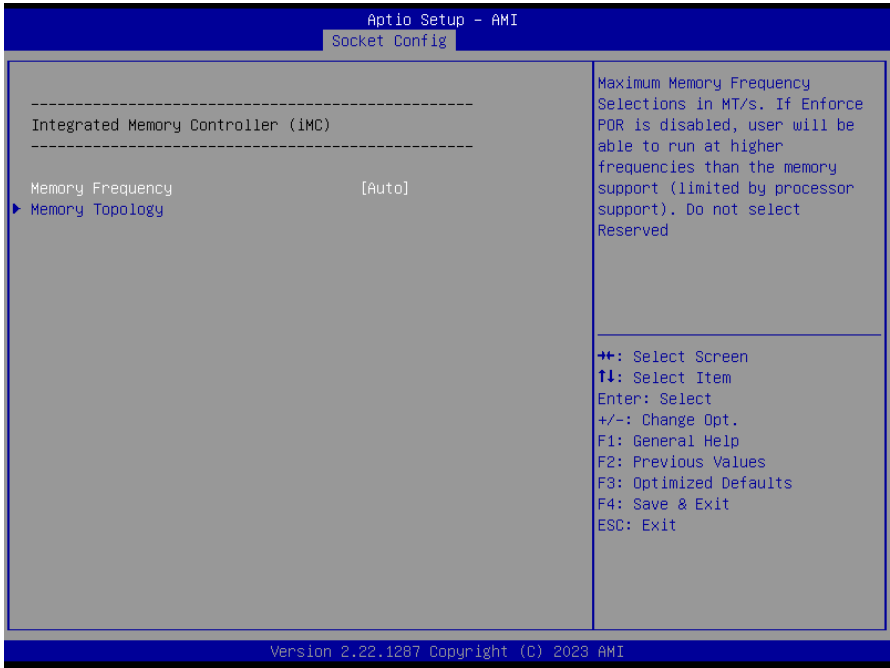 Aptio Setup – AMI
Socket Config
--------------------------------------------------
Integrated Memory Controller (iMC)
--------------------------------------------------
Memory Frequency [Auto]
Memory Topology
Maximum Memory Frequency
Selections in MT/s. If Enforce
POR is disabled, user will be
able to run at higher
frequencies than the memory
support (limited by processor
support). Do not select
Reserved
→←: Select Screen
↑↓: Select Item
Enter: Select
+/-: Change Opt.
F1: General Help
F2: Previous Values
F3: Optimized Defaults
F4: Save & Exit
ESC: Exit
Version 2.22.1287 Copyright (C) 2023 AMI